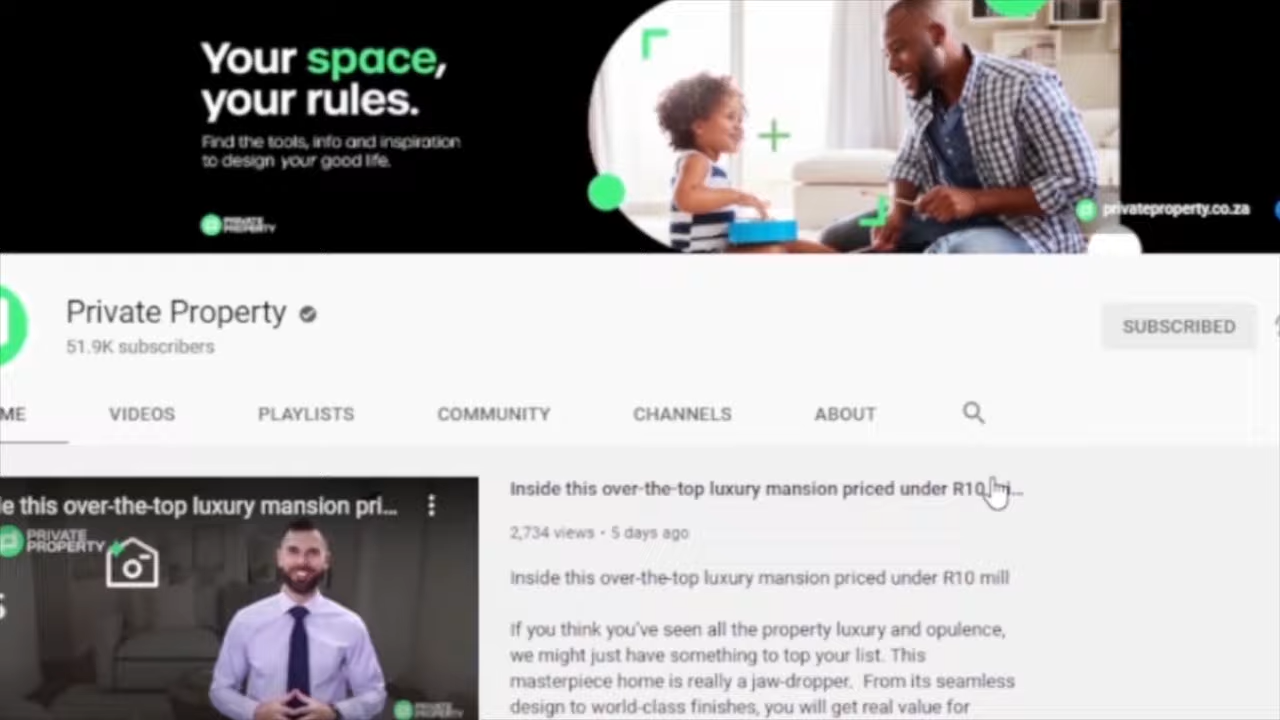 Your space,
your rules.
Find the tools, info and inspiration
to design your good life.
PRIVATE
PROPERTY
privateproperty.co.za
Private Property
51.9K subscribers
SUBSCRIBED
ME
VIDEOS
PLAYLISTS
COMMUNITY
CHANNELS
ABOUT
e this over-the-top luxury mansion pri...
PRIVATE
PROPERTY
PRIVATE
PROPERTY
Inside this over-the-top luxury mansion priced under R10
2,734 views • 5 days ago
Inside this over-the-top luxury mansion priced under R10 mill
If you think you've seen all the property luxury and opulence,
we might just have something to top your list. This
masterpiece home is really a jaw-dropper. From its seamless
design to world-class finishes, you will get real value for